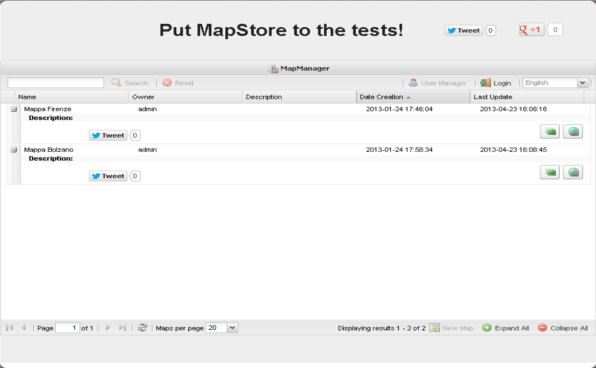 Put MapStore to the tests!
Tweet 0
+1 0
MapManager
Search Reset User Manager Login English
Name Owner Description Date Creation Last Update
Mappa Firenze admin 2013-01-24 17:46:04 2013-04-23 16:08:18
Description:
Tweet 0
Mappa Bolzano admin 2013-01-24 17:58:34 2013-04-23 16:08:45
Description:
Tweet 0
Page 1 of 1 Maps per page 20 Displaying results 1 - 2 of 2 New Map Expand All Collapse All